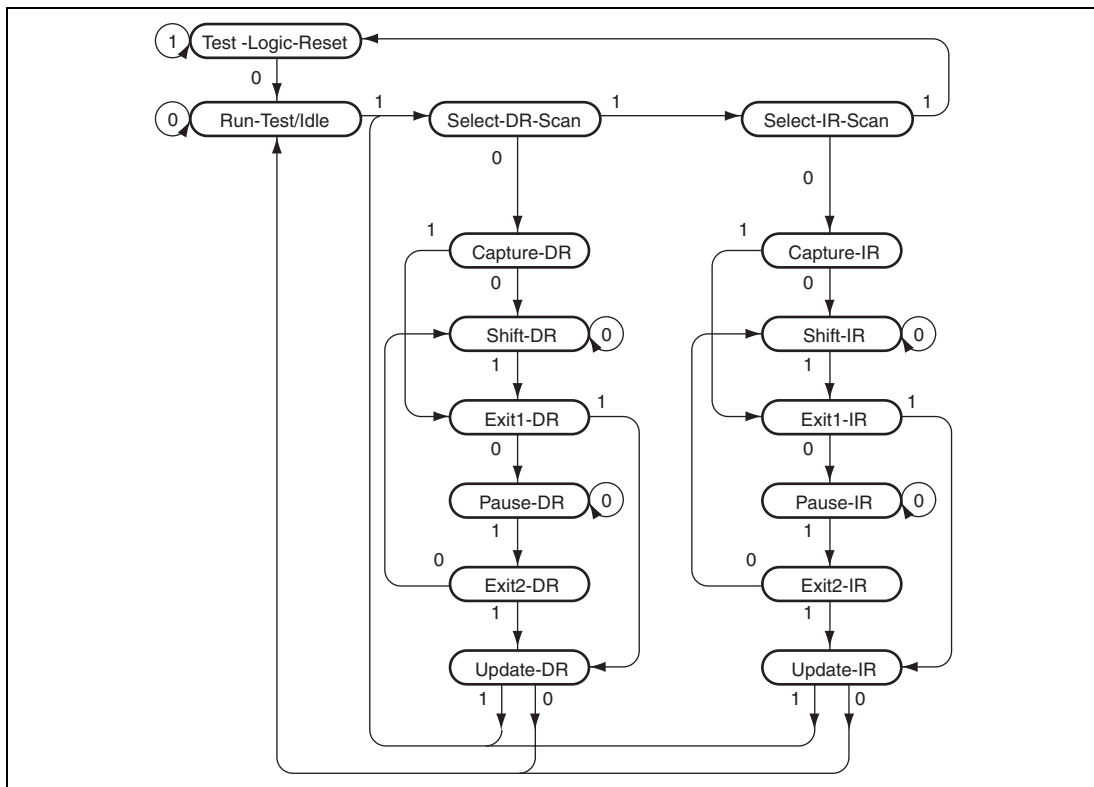 1 Test -Logic-Reset
0
0 Run-Test/Idle 1 Select-DR-Scan 1 Select-IR-Scan 1
0 0
1 Capture-DR 1 Capture-IR
0 0
Shift-DR 0 Shift-IR 0
1 1
Exit1-DR 1 Exit1-IR 1
0 0
Pause-DR 0 Pause-IR 0
1 1
0 Exit2-DR 0 Exit2-IR
1 1
Update-DR Update-IR
1 0 1 0